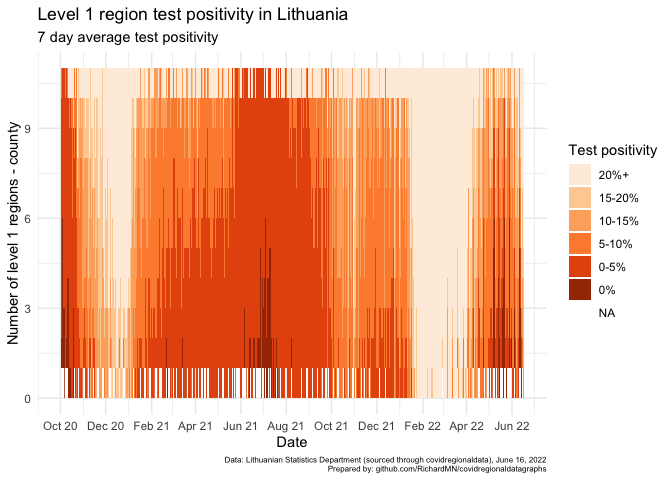 Level 1 region test positivity in Lithuania
7 day average test positivity
Number of level 1 regions - county
9
6
3
0
Oct 20 Dec 20 Feb 21 Apr 21 Jun 21 Aug 21 Oct 21 Dec 21 Feb 22 Apr 22 Jun 22
Date
Test positivity
20%+
15-20%
10-15%
5-10%
0-5%
0%
NA
Data: Lithuanian Statistics Department (sourced through covidregionaldata), June 16, 2022
Prepared by: github.com/RichardMN/covidregionaldatagraphs